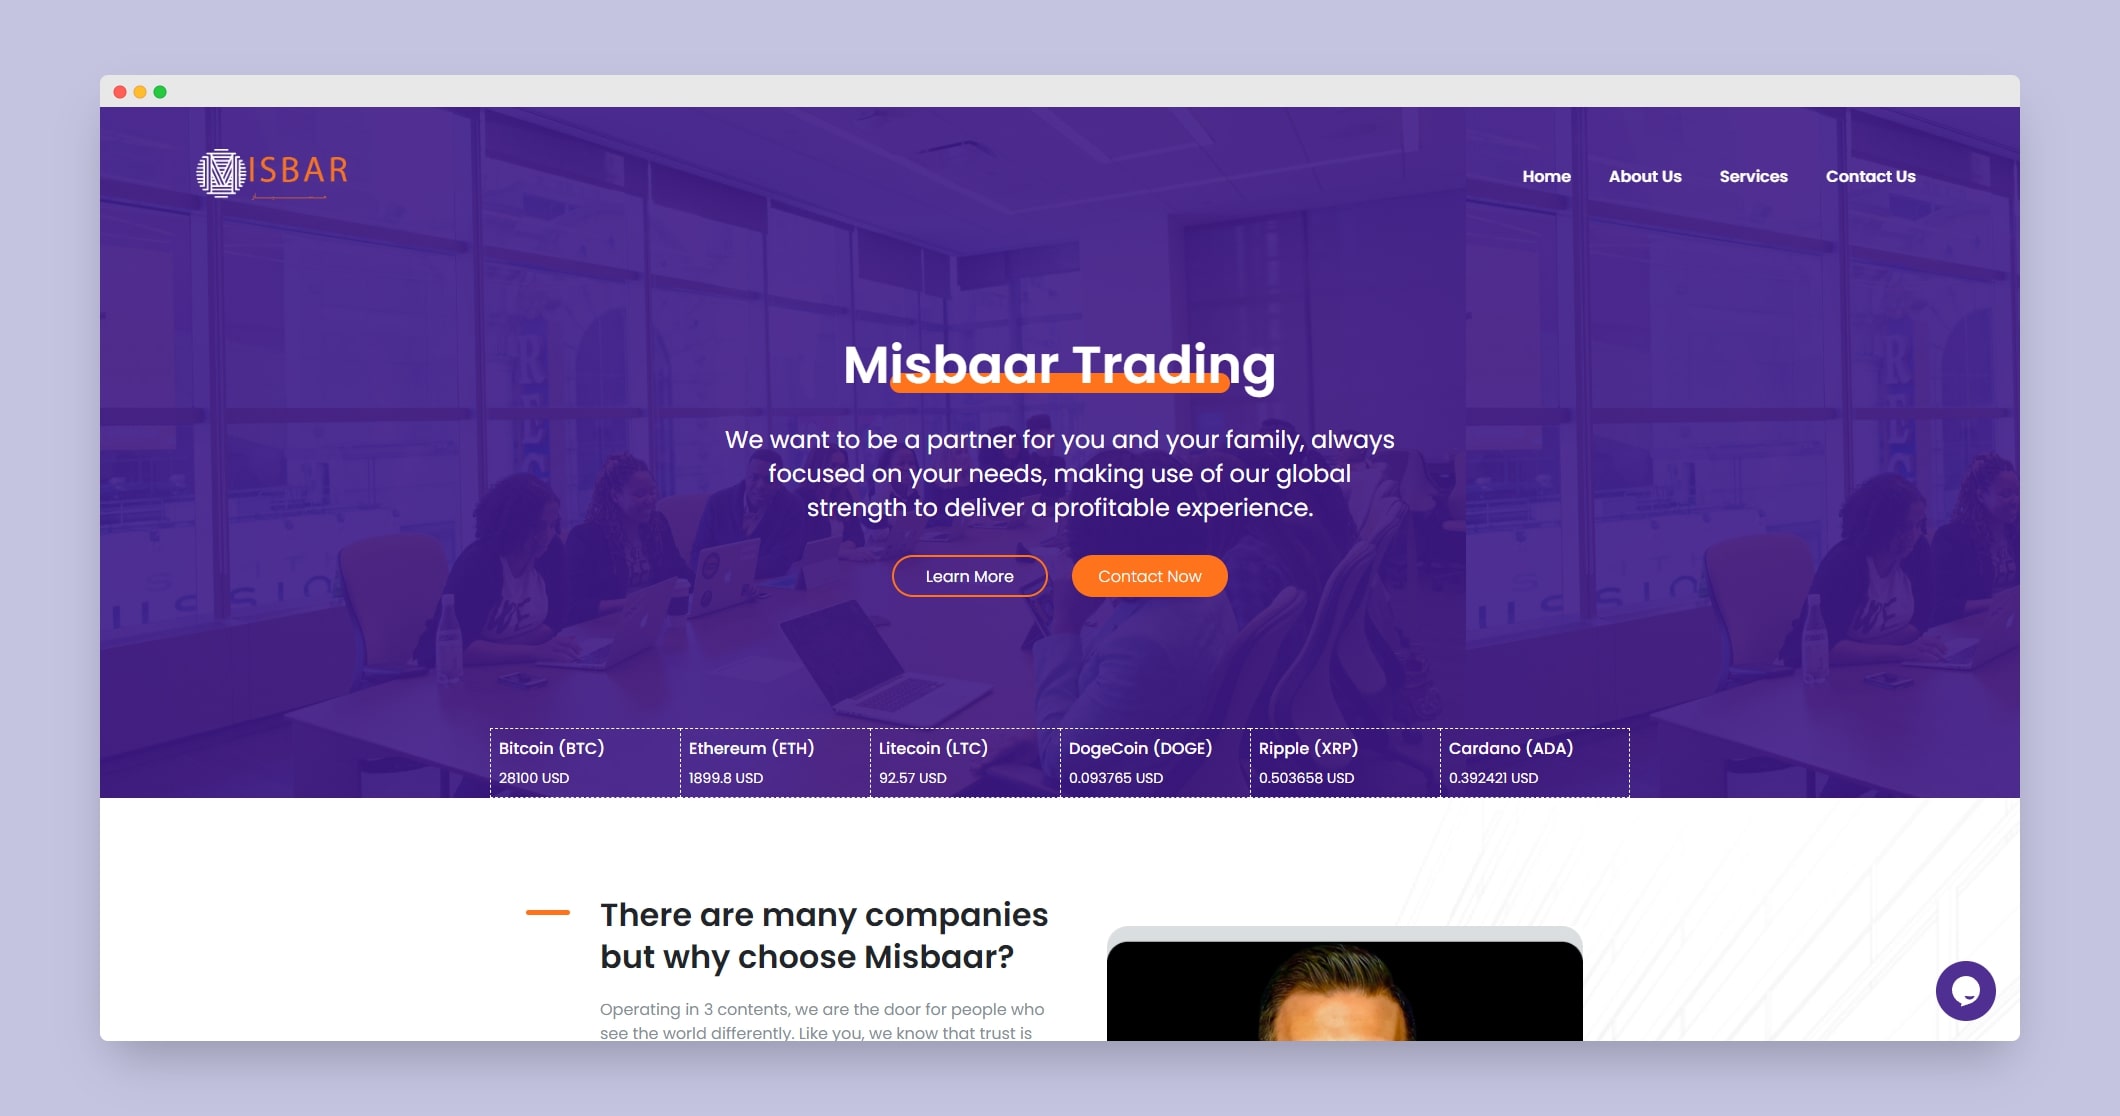 MISBAR
Home About Us Services Contact Us
Misbaar Trading
We want to be a partner for you and your family, always
focused on your needs, making use of our global
strength to deliver a profitable experience.
Learn More Contact Now
Bitcoin (BTC) Ethereum (ETH) Litecoin (LTC) DogeCoin (DOGE) Ripple (XRP) Cardano (ADA)
28100 USD 1899.8 USD 92.57 USD 0.093765 USD 0.503658 USD 0.392421 USD
There are many companies
but why choose Misbaar?
Operating in 3 contents, we are the door for people who
see the world differently. Like you, we know that trust is